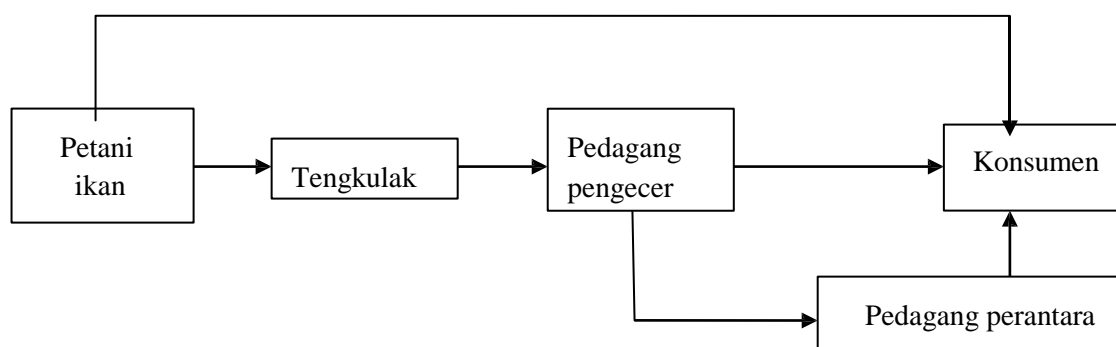 Petani
ikan
Tengkulak
Pedagang
pengecer
Konsumen
Pedagang perantara